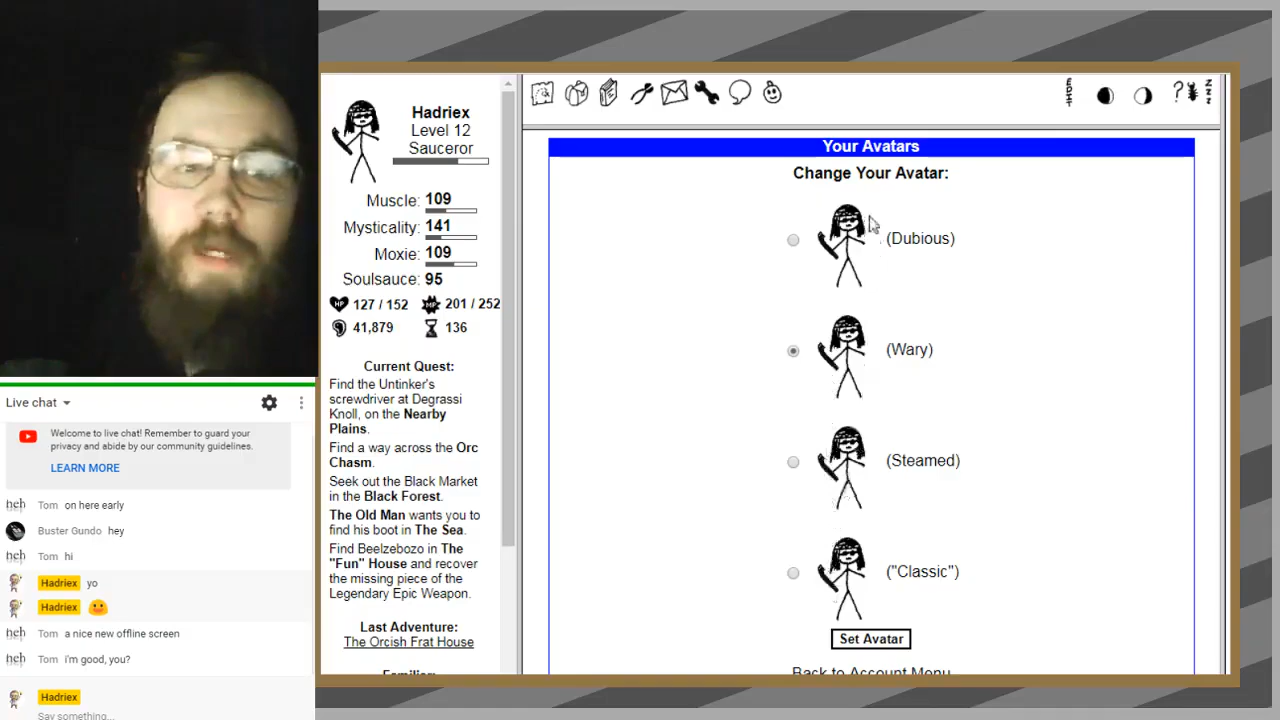 Hadriex
Level 12
Sauceror
Muscle: 109
Mysticality: 141
Moxie: 109
Soulsauce: 95
HP 127 / 152 MP 201 / 252
41,879 136
Current Quest:
Find the Untinker's
screwdriver at Degrassi
Knoll, on the Nearby
Plains.
Find a way across the Orc
Chasm.
Seek out the Black Market
in the Black Forest.
The Old Man wants you to
find his boot in The Sea.
Find Beelzebozo in The
"Fun" House and recover
the missing piece of the
Legendary Epic Weapon.
Last Adventure:
The Orcish Frat House
Your Avatars
Change Your Avatar:
(Dubious)
(Wary)
(Steamed)
("Classic")
Set Avatar
Back to Account Menu
Live chat
Welcome to live chat! Remember to guard your
privacy and abide by our community guidelines.
LEARN MORE
heh Tom on here early
Buster Gundo hey
heh Tom hi
Hadriex yo
Hadriex
heh Tom a nice new offline screen
heh Tom i'm good, you?
Hadriex
Say something...